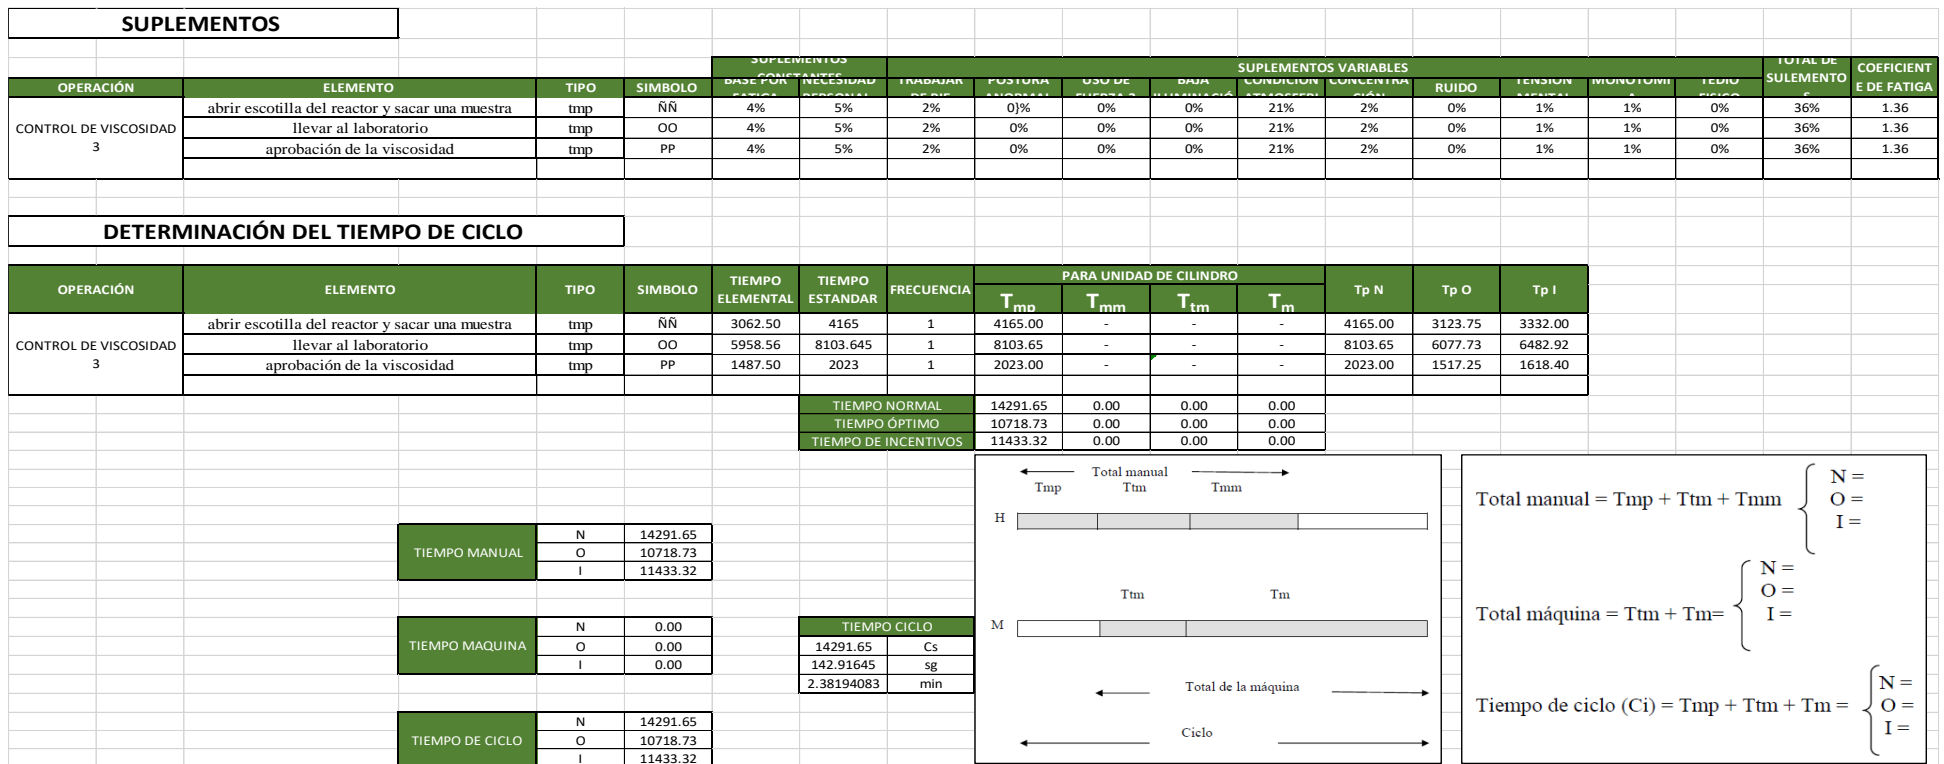 SUPLEMENTOS
SUPLEMENTOS VARIABLES
OPERACIÓN ELEMENTO TIPO SIMBOLO RUIDO SULEMENTO COEFICIENT E DE FATIGA
abrir escotilla del reactor y sacar una muestra tmp ÑÑ 4% 5% 2% 0}% 0% 0% 21% 2% 0% 1% 1% 0% 36% 1.36
CONTROL DE VISCOSIDAD 3
llevar al laboratorio tmp OO 4% 5% 2% 0% 0% 0% 21% 2% 0% 1% 1% 0% 36% 1.36
aprobación de la viscosidad tmp PP 4% 5% 2% 0% 0% 0% 21% 2% 0% 1% 1% 0% 36% 1.36
DETERMINACIÓN DEL TIEMPO DE CICLO
OPERACIÓN ELEMENTO TIPO SIMBOLO TIEMPO ELEMENTAL TIEMPO ESTANDAR FRECUENCIA PARA UNIDAD DE CILINDRO Tp N Tp O Tp I
Tmp Tmm Ttm Tm
abrir escotilla del reactor y sacar una muestra tmp ÑÑ 3062.50 4165 1 4165.00 - - - 4165.00 3123.75 3332.00
CONTROL DE VISCOSIDAD 3
llevar al laboratorio tmp OO 5958.56 8103.645 1 8103.65 - - - 8103.65 6077.73 6482.92
aprobación de la viscosidad tmp PP 1487.50 2023 1 2023.00 - - - 2023.00 1517.25 1618.40
TIEMPO NORMAL 14291.65 0.00 0.00 0.00
TIEMPO ÓPTIMO 10718.73 0.00 0.00 0.00
TIEMPO DE INCENTIVOS 11433.32 0.00 0.00 0.00
TIEMPO MANUAL
N 14291.65
O 10718.73
I 11433.32
TIEMPO MAQUINA
N 0.00
O 0.00
I 0.00
TIEMPO CICLO
14291.65 Cs
142.91645 sg
2.38194083 min
TIEMPO DE CICLO
N 14291.65
O 10718.73
I 11433.32
Total manual
Tmp Ttm Tmm
H
Ttm Tm
M
Total de la máquina
Ciclo
Total manual = Tmp + Ttm + Tmm
N =
O =
I =
Total máquina = Ttm + Tm=
N =
O =
I =
Tiempo de ciclo (Ci) = Tmp + Ttm + Tm =
N =
O =
I =